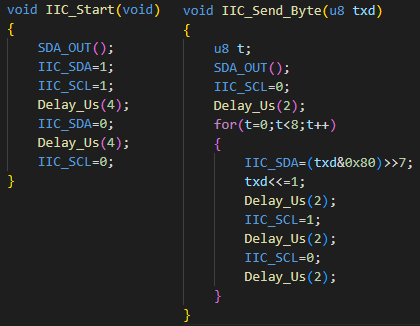 void IIC_Start(void)
{
    SDA_OUT();
    IIC_SDA=1;
    IIC_SCL=1;
    Delay_Us(4);
    IIC_SDA=0;
    Delay_Us(4);
    IIC_SCL=0;
}
void IIC_Send_Byte(u8 txd)
{
    u8 t;
    SDA_OUT();
    IIC_SCL=0;
    Delay_Us(2);
    for(t=0;t<8;t++)
    {
        IIC_SDA=(txd&0x80)>>7;
        txd<<=1;
        Delay_Us(2);
        IIC_SCL=1;
        Delay_Us(2);
        IIC_SCL=0;
        Delay_Us(2);
    }
}